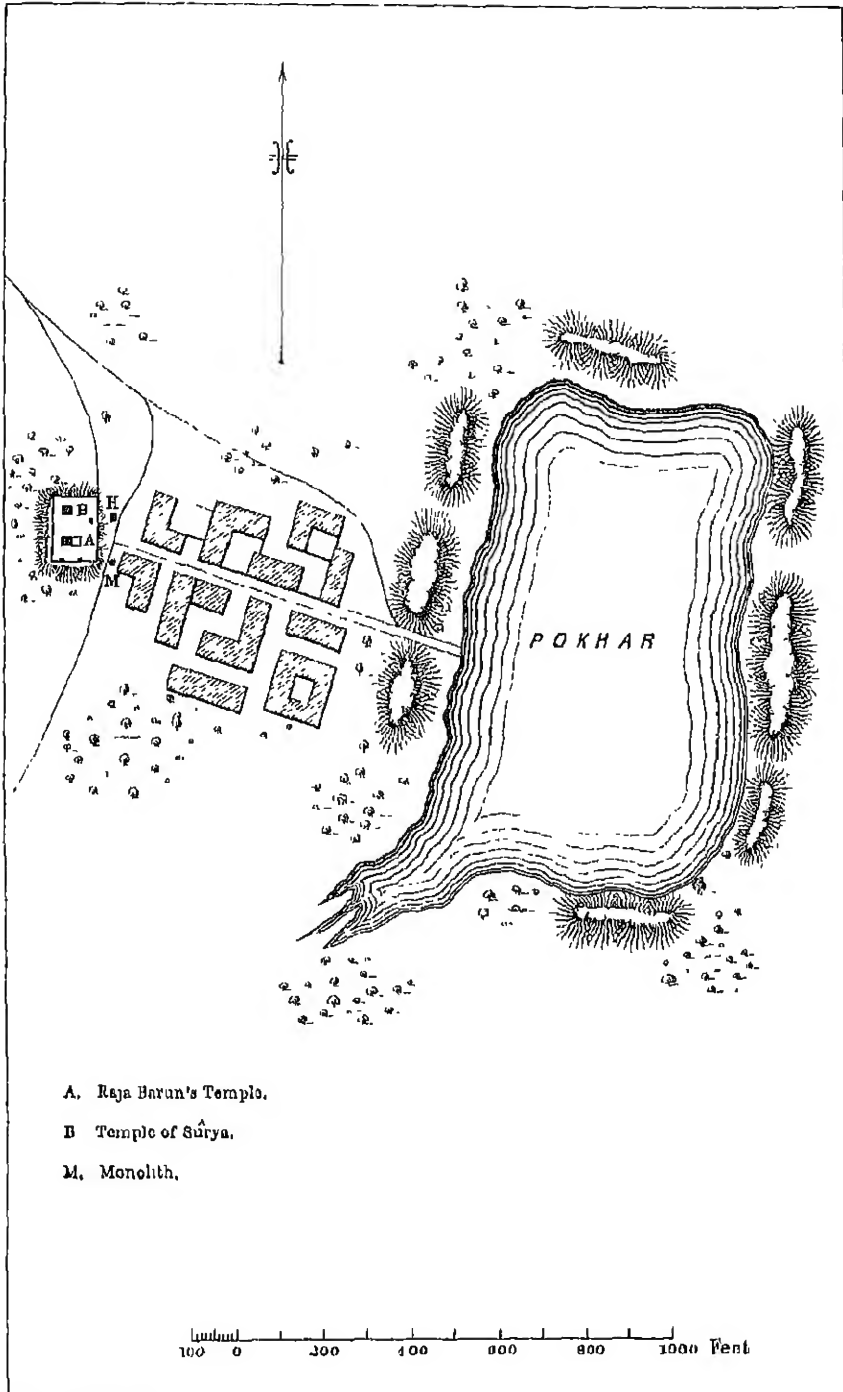 B
H
A
M
POKHAR
A. Raja Barun's Temple.
B Temple of Sûrya.
M. Monolith.
100 0 200 400 600 800 1000 Feet